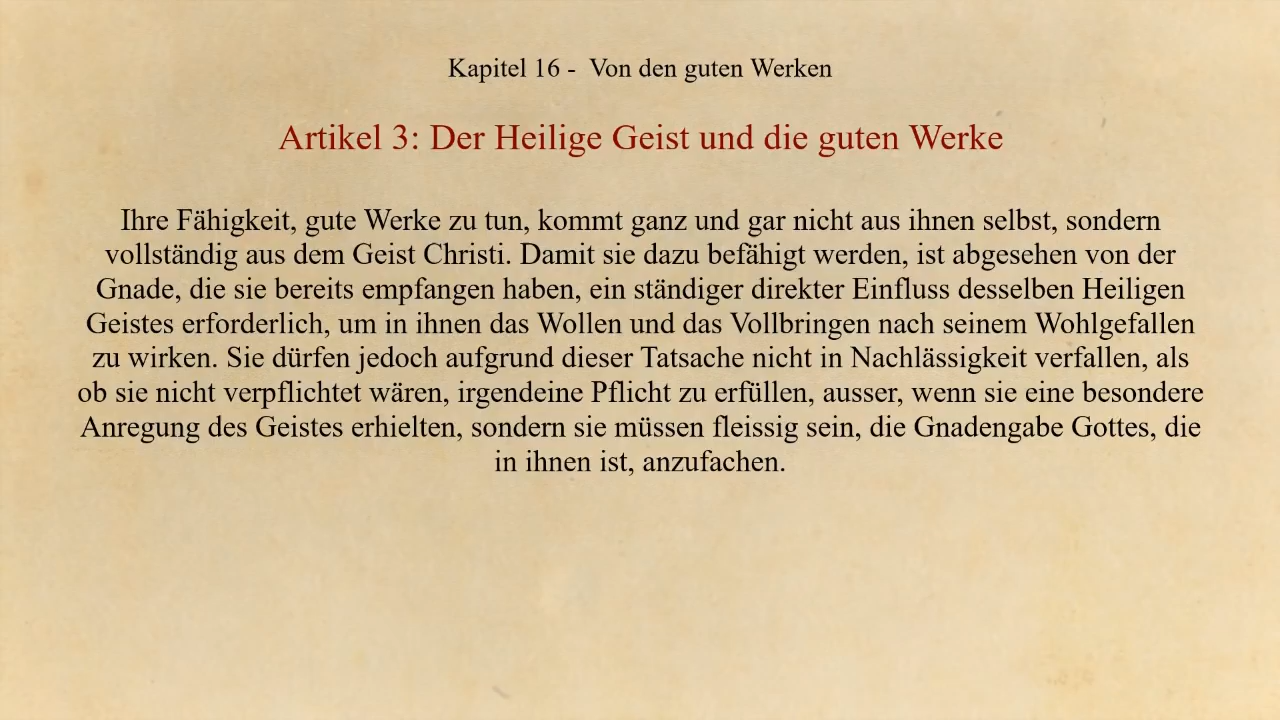 Kapitel 16 -  Von den guten Werken
Artikel 3: Der Heilige Geist und die guten Werke
Ihre Fähigkeit, gute Werke zu tun, kommt ganz und gar nicht aus ihnen selbst, sondern
vollständig aus dem Geist Christi. Damit sie dazu befähigt werden, ist abgesehen von der
Gnade, die sie bereits empfangen haben, ein ständiger direkter Einfluss desselben Heiligen
Geistes erforderlich, um in ihnen das Wollen und das Vollbringen nach seinem Wohlgefallen
zu wirken. Sie dürfen jedoch aufgrund dieser Tatsache nicht in Nachlässigkeit verfallen, als
ob sie nicht verpflichtet wären, irgendeine Pflicht zu erfüllen, ausser, wenn sie eine besondere
Anregung des Geistes erhielten, sondern sie müssen fleissig sein, die Gnadengabe Gottes, die
in ihnen ist, anzufachen.